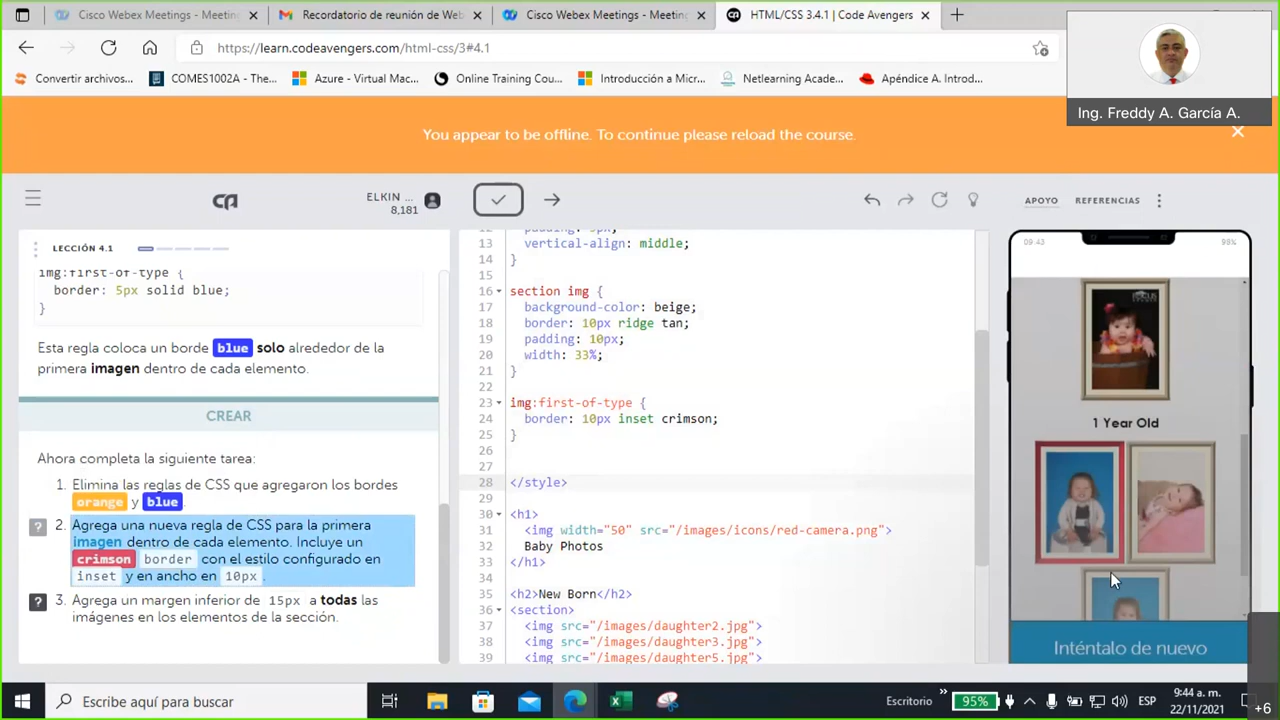 Cisco Webex Meetings - Meetin
Recordatorio de reunión de Web
Cisco Webex Meetings - Meeting
HTML/CSS 3.4.1 | Code Avengers
https://learn.codeavengers.com/html-css/3#4.1
Convertir archivos...
COMES1002A - The...
Azure - Virtual Mac...
Online Training Cou...
Introducción a Micr...
Netlearning Acade...
Apéndice A. Introd...
Ing. Freddy A. García A.
You appear to be offline. To continue please reload the course.
ELKIN ...
8,181
APOYO
REFERENCIAS
LECCIÓN 4.1
img:first-of-type {
border: 5px solid blue;
}
Esta regla coloca un borde blue solo alrededor de la
primera imagen dentro de cada elemento.
CREAR
Ahora completa la siguiente tarea:
1. Elimina las reglas de CSS que agregaron los bordes
orange y blue.
? 2. Agrega una nueva regla de CSS para la primera
imagen dentro de cada elemento. Incluye un
crimson border con el estilo configurado en
inset y en ancho en 10px.
? 3. Agrega un margen inferior de 15px a todas las
imágenes en los elementos de la sección.
12 padding: 5px;
13 vertical-align: middle;
14 }
15
16 section img {
17 background-color: beige;
18 border: 10px ridge tan;
19 padding: 10px;
20 width: 33%;
21 }
22
23 img:first-of-type {
24 border: 10px inset crimson;
25 }
26
27
28 </style>
29
30 <h1>
31 <img width="50" src="/images/icons/red-camera.png">
32 Baby Photos
33 </h1>
34
35 <h2>New Born</h2>
36 <section>
37 <img src="/images/daughter2.jpg">
38 <img src="/images/daughter3.jpg">
39 <img src="/images/daughter5.jpg">
09:43
98%
1 Year Old
Inténtalo de nuevo
Escribe aquí para buscar
Escritorio
95%
ESP
9:44 a. m.
22/11/2021
+6